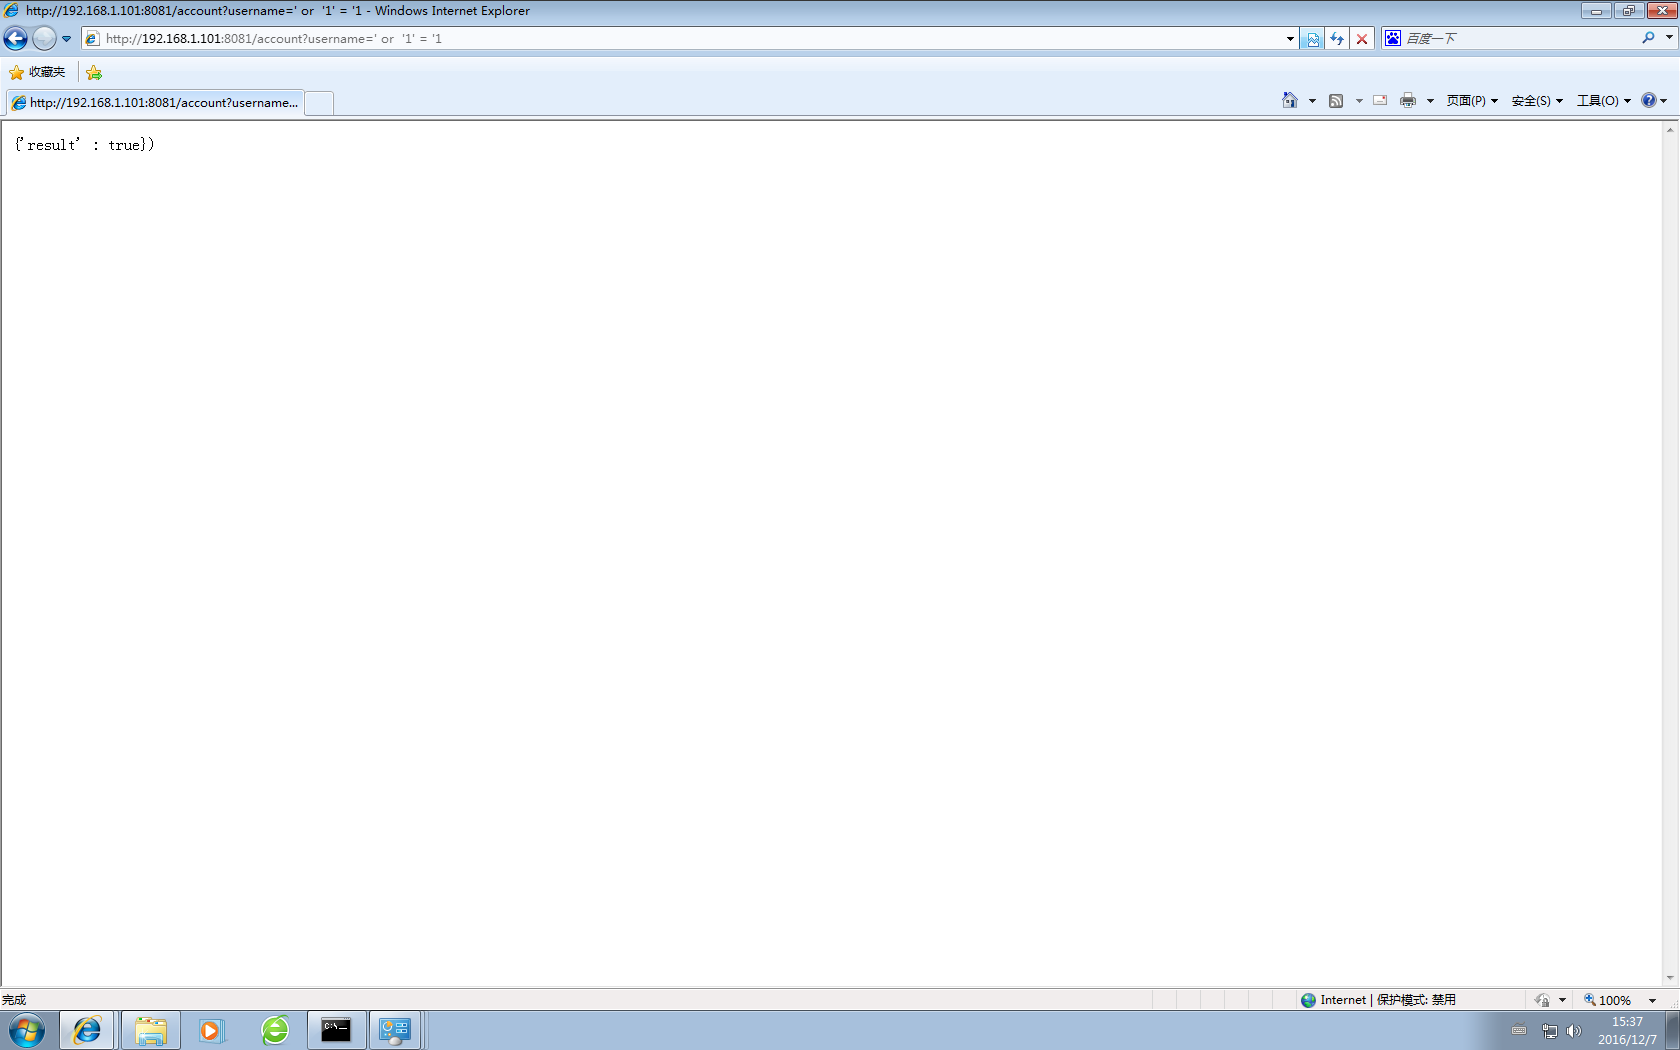 http://192.168.1.101:8081/account?username=' or  '1' = '1 - Windows Internet Explorer
http://192.168.1.101:8081/account?username=' or  '1' = '1
百度一下
收藏夹
http://192.168.1.101:8081/account?username...
页面(P) 安全(S) 工具(O)
{'result' : true})
完成
Internet | 保护模式: 禁用
100%
C:\
15:37
2016/12/7